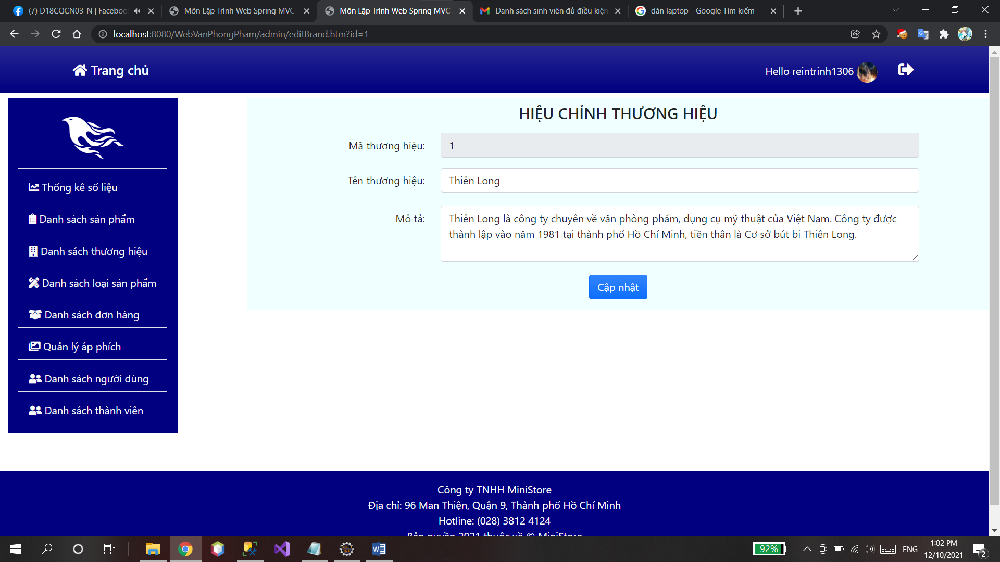 (7) D18CQCN03-N | Faceboo
Môn Lập Trình Web Spring MVC
Môn Lập Trình Web Spring MVC
Danh sách sinh viên đủ điều kiện
dán laptop - Google Tìm kiếm
localhost:8080/WebVanPhongPham/admin/editBrand.htm?id=1
Trang chủ
Hello reintrinh1306
Thống kê số liệu
Danh sách sản phẩm
Danh sách thương hiệu
Danh sách loại sản phẩm
Danh sách đơn hàng
Quản lý áp phích
Danh sách người dùng
Danh sách thành viên
HIỆU CHỈNH THƯƠNG HIỆU
Mã thương hiệu:
1
Tên thương hiệu:
Thiên Long
Mô tả:
Thiên Long là công ty chuyên về văn phòng phẩm, dụng cụ mỹ thuật của Việt Nam. Công ty được
thành lập vào năm 1981 tại thành phố Hồ Chí Minh, tiền thân là Cơ sở bút bi Thiên Long.
Cập nhật
Công ty TNHH MiniStore
Địa chỉ: 96 Man Thiện, Quận 9, Thành phố Hồ Chí Minh
Hotline: (028) 3812 4124
Bản quyền 2021 thuộc về © MiniStore
92%
ENG
1:02 PM
12/10/2021
2